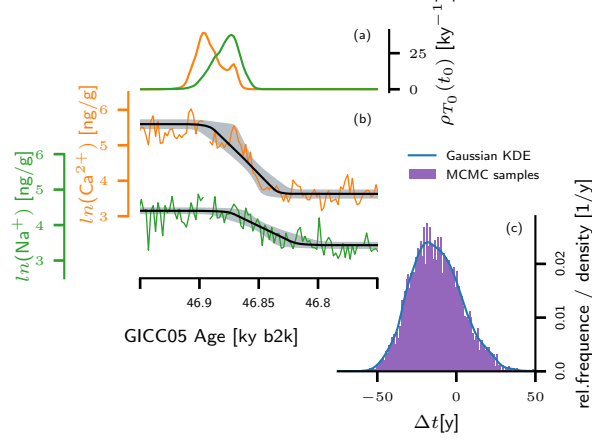 (a)
25
0
ρT₀(t₀) [ky⁻¹]
(b)
6
5
4
3
ln(Ca²⁺) [ng/g]
6
5
4
3
ln(Na⁺) [ng/g]
46.9
46.85
46.8
GICC05 Age [ky b2k]
Gaussian KDE
MCMC samples
(c)
0.02
0.01
0.0
rel.frequence / density [1/y]
−50
0
50
Δt[y]